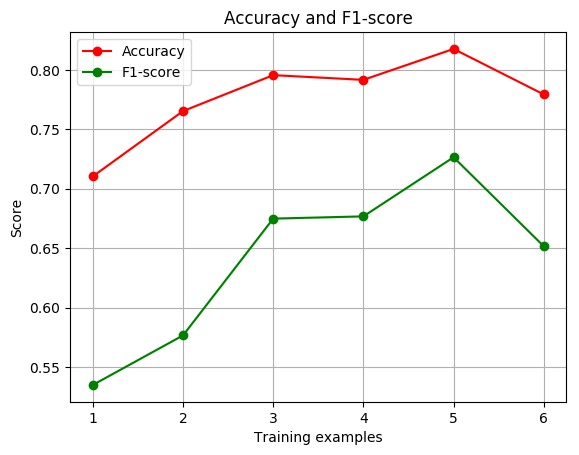 Accuracy and F1-score
Accuracy
F1-score
0.80
0.75
0.70
0.65
0.60
0.55
Score
1 2 3 4 5 6
Training examples